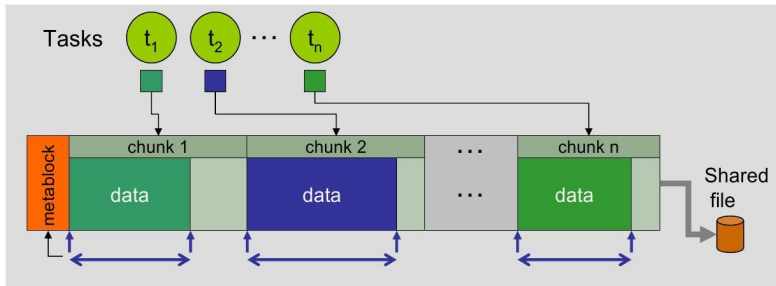 Tasks t1 t2 ··· tn
metablock
chunk 1 chunk 2 ··· chunk n
data data ··· data
Shared
file